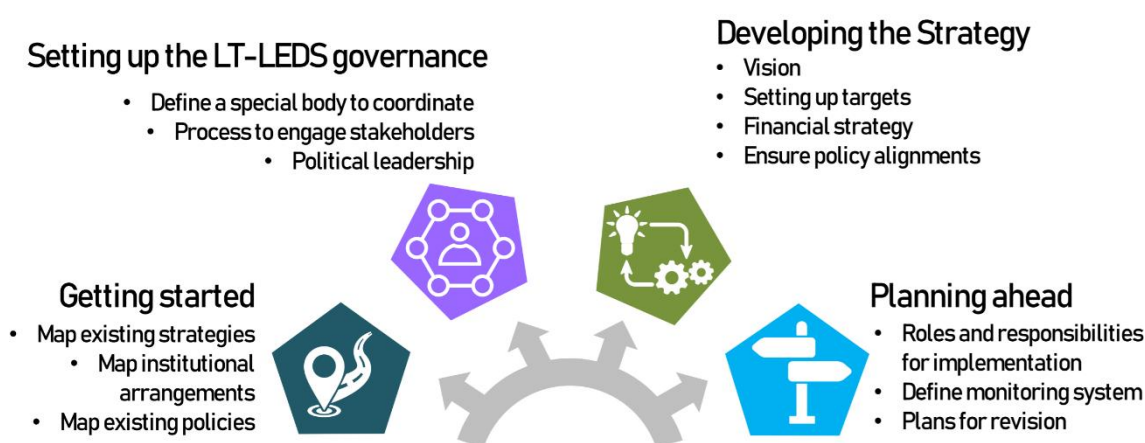 Setting up the LT-LEDS governance
• Define a special body to coordinate
• Process to engage stakeholders
• Political leadership
Developing the Strategy
• Vision
• Setting up targets
• Financial strategy
• Ensure policy alignments
Getting started
• Map existing strategies
• Map institutional
arrangements
• Map existing policies
Planning ahead
• Roles and responsibilities
for implementation
• Define monitoring system
• Plans for revision